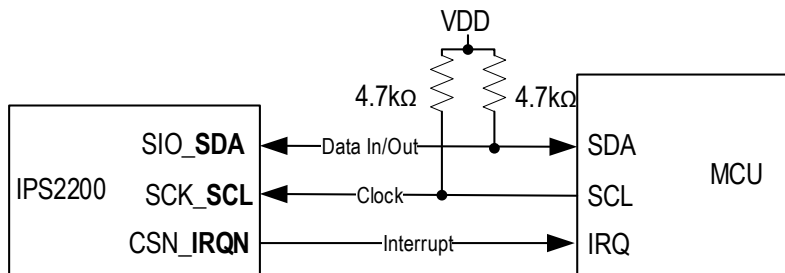 VDD
4.7kΩ 4.7kΩ
SIO_SDA Data In/Out SDA
IPS2200 MCU
SCK_SCL Clock SCL
CSN_IRQN Interrupt IRQ